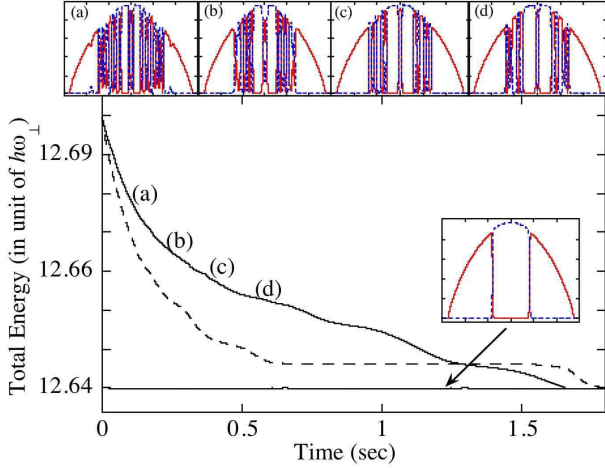 (a) (b) (c) (d)
Total Energy (in unit of ħω⊥)
12.69
12.66
12.64
(a)
(b)
(c)
(d)
0 0.5 1 1.5
Time (sec)